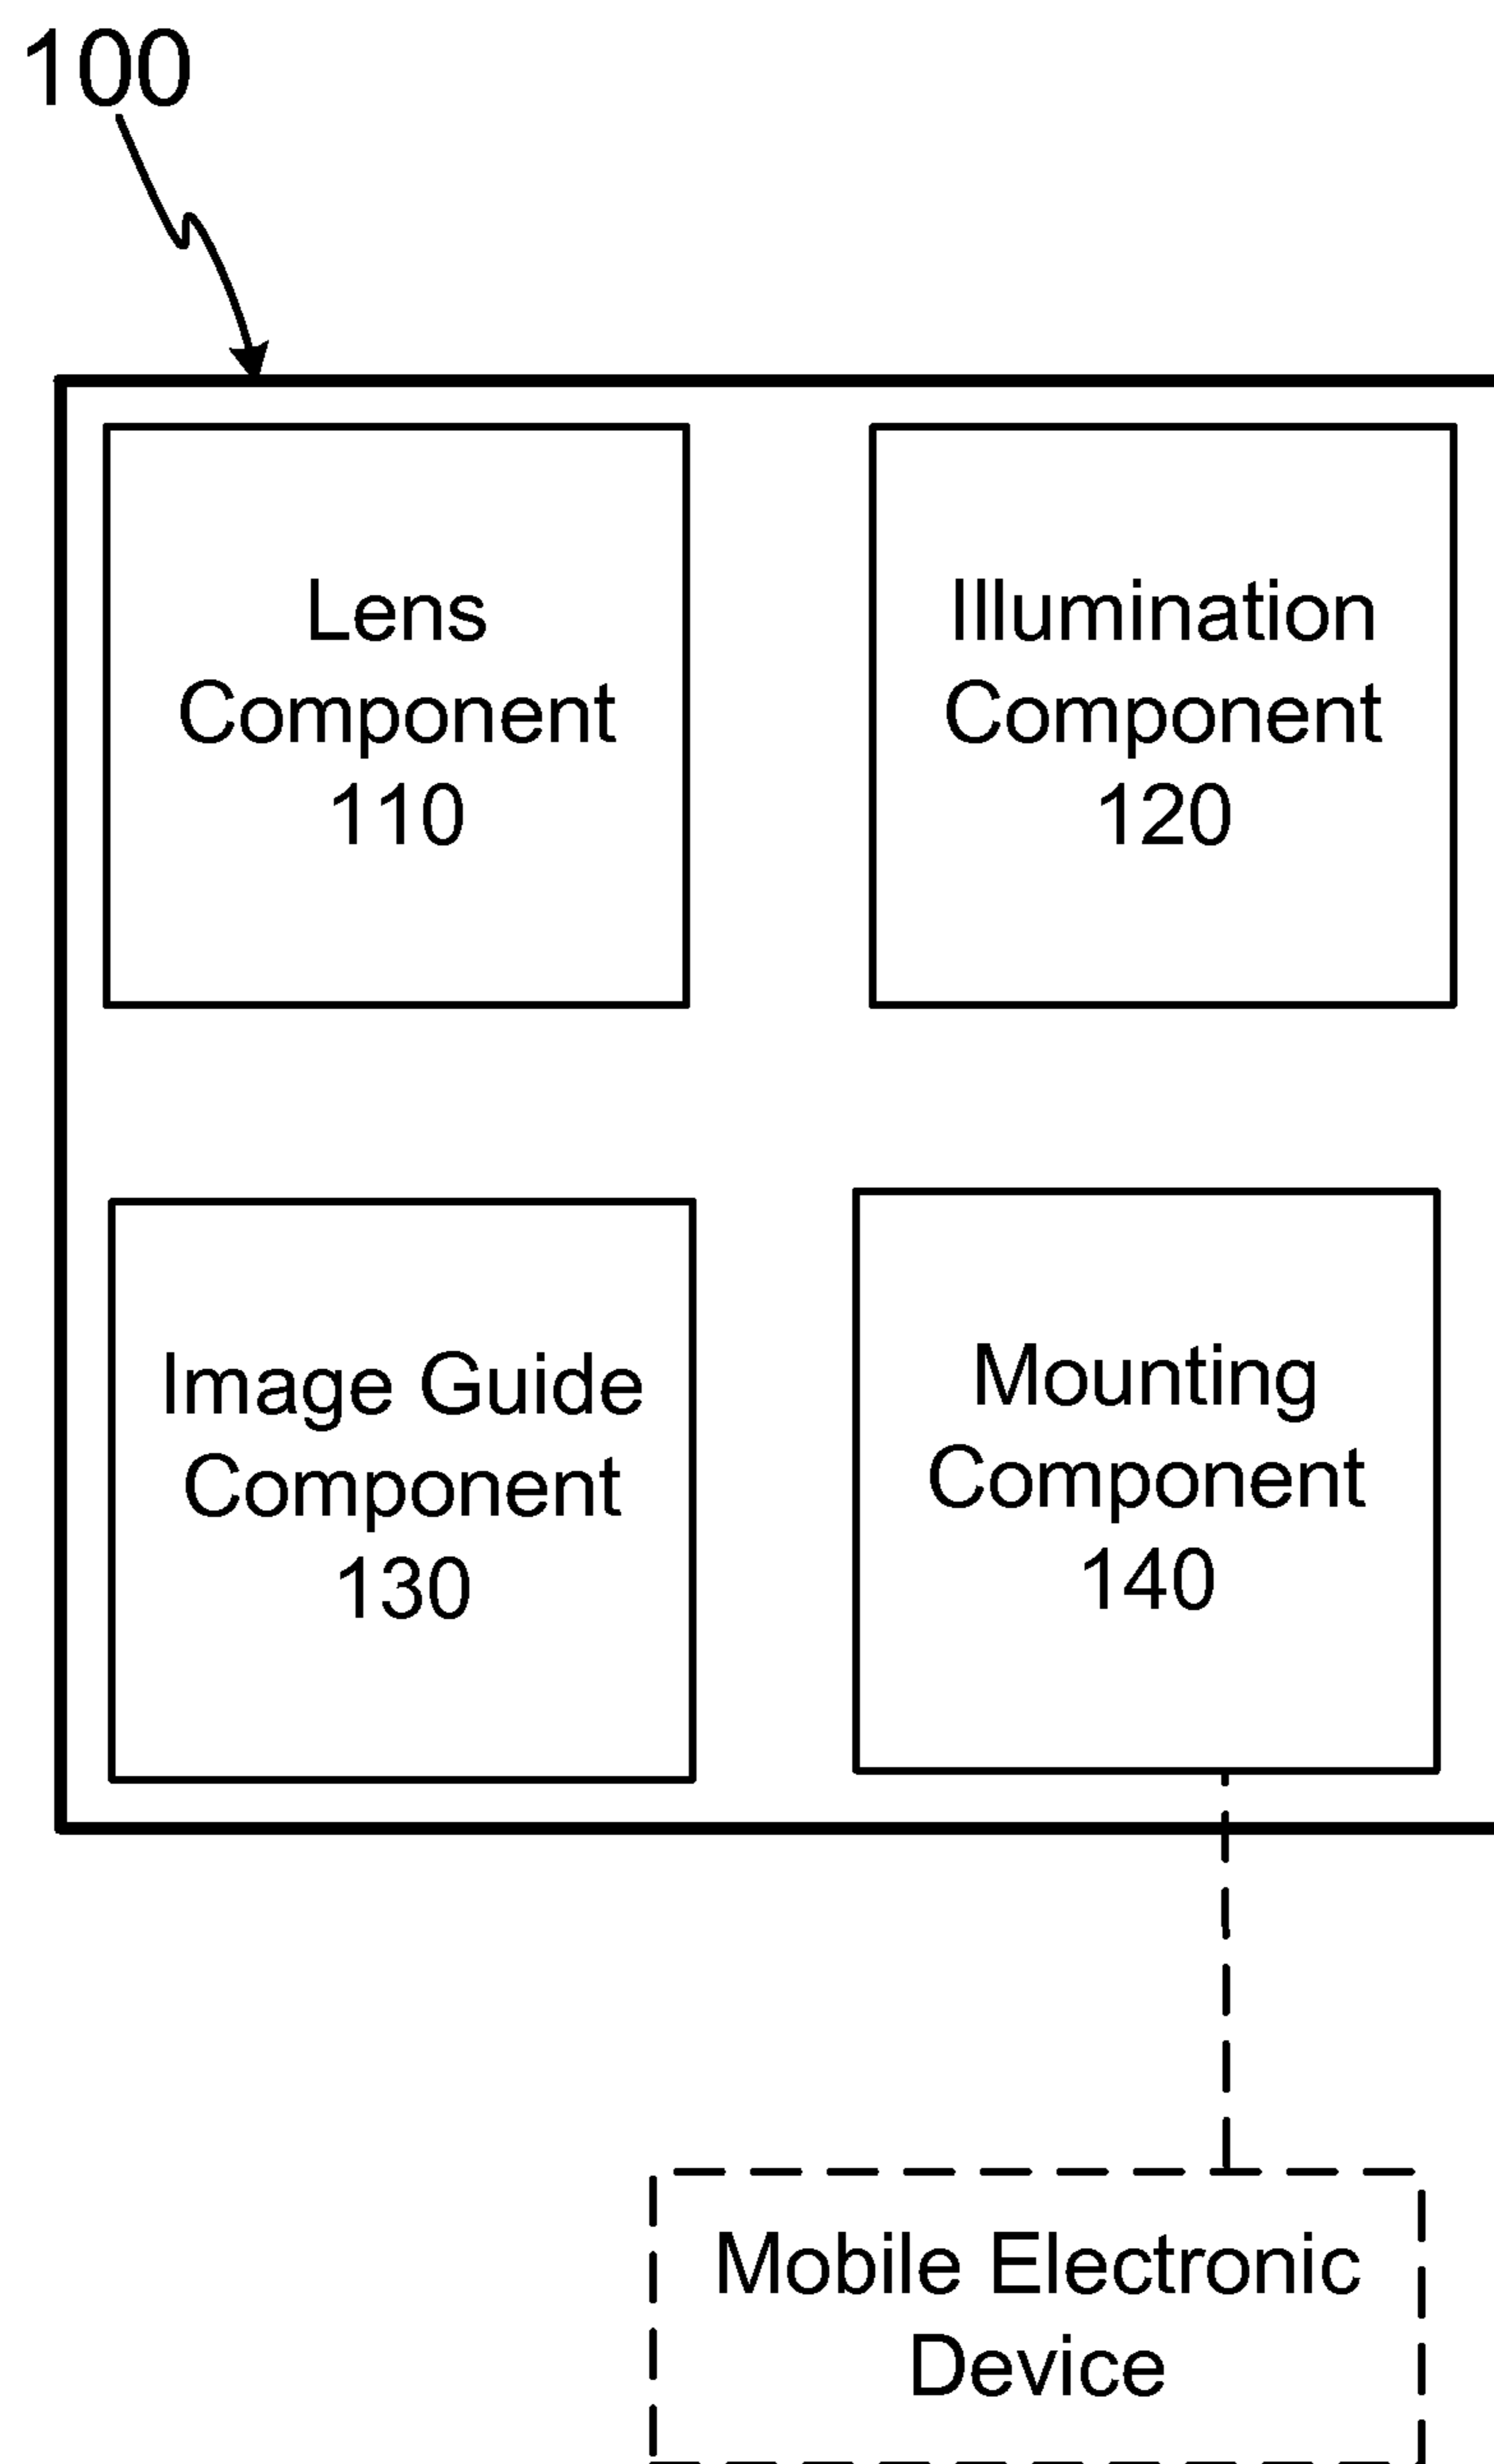 100
Lens
Component
110
Illumination
Component
120
Image Guide
Component
130
Mounting
Component
140
Mobile Electronic
Device